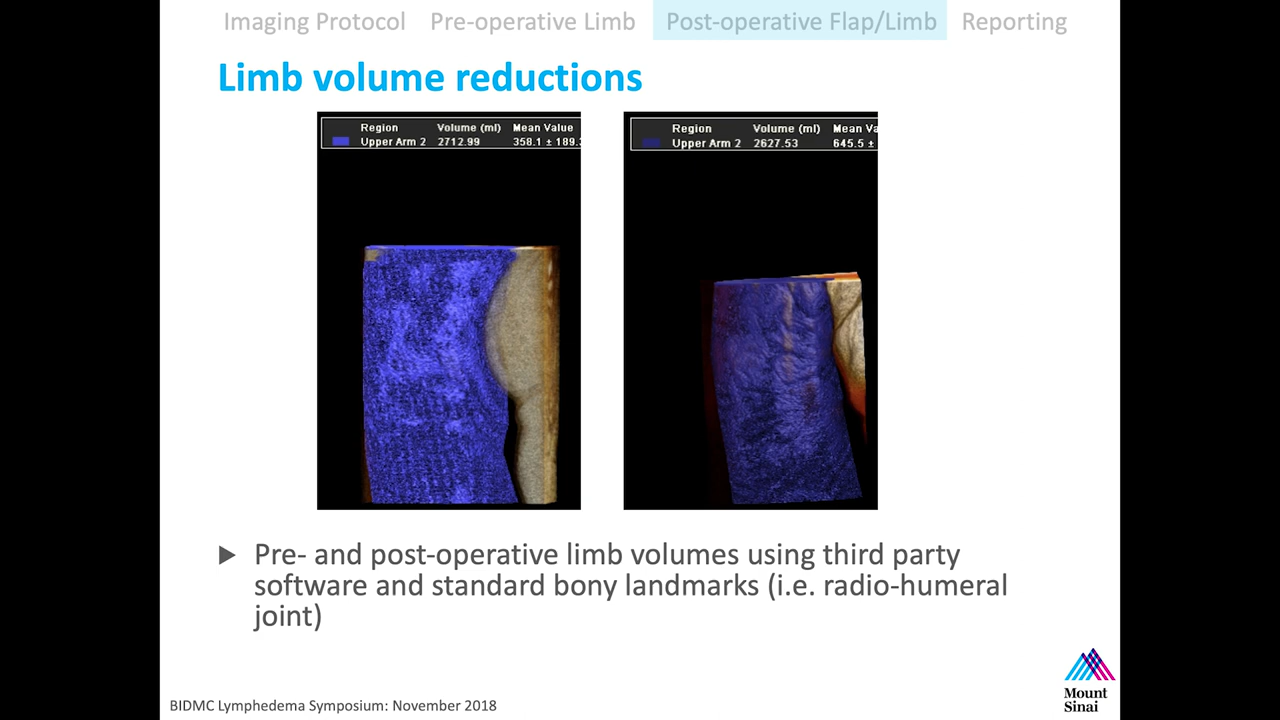 Imaging Protocol Pre-operative Limb Post-operative Flap/Limb Reporting
Limb volume reductions
Region Volume (ml) Mean Value
Upper Arm 2 2712.99 358.1 ± 189.
Region Volume (ml) Mean Va
Upper Arm 2 2627.53 645.5 ±
Pre- and post-operative limb volumes using third party
software and standard bony landmarks (i.e. radio-humeral
joint)
Mount
Sinai
BIDMC Lymphedema Symposium: November 2018